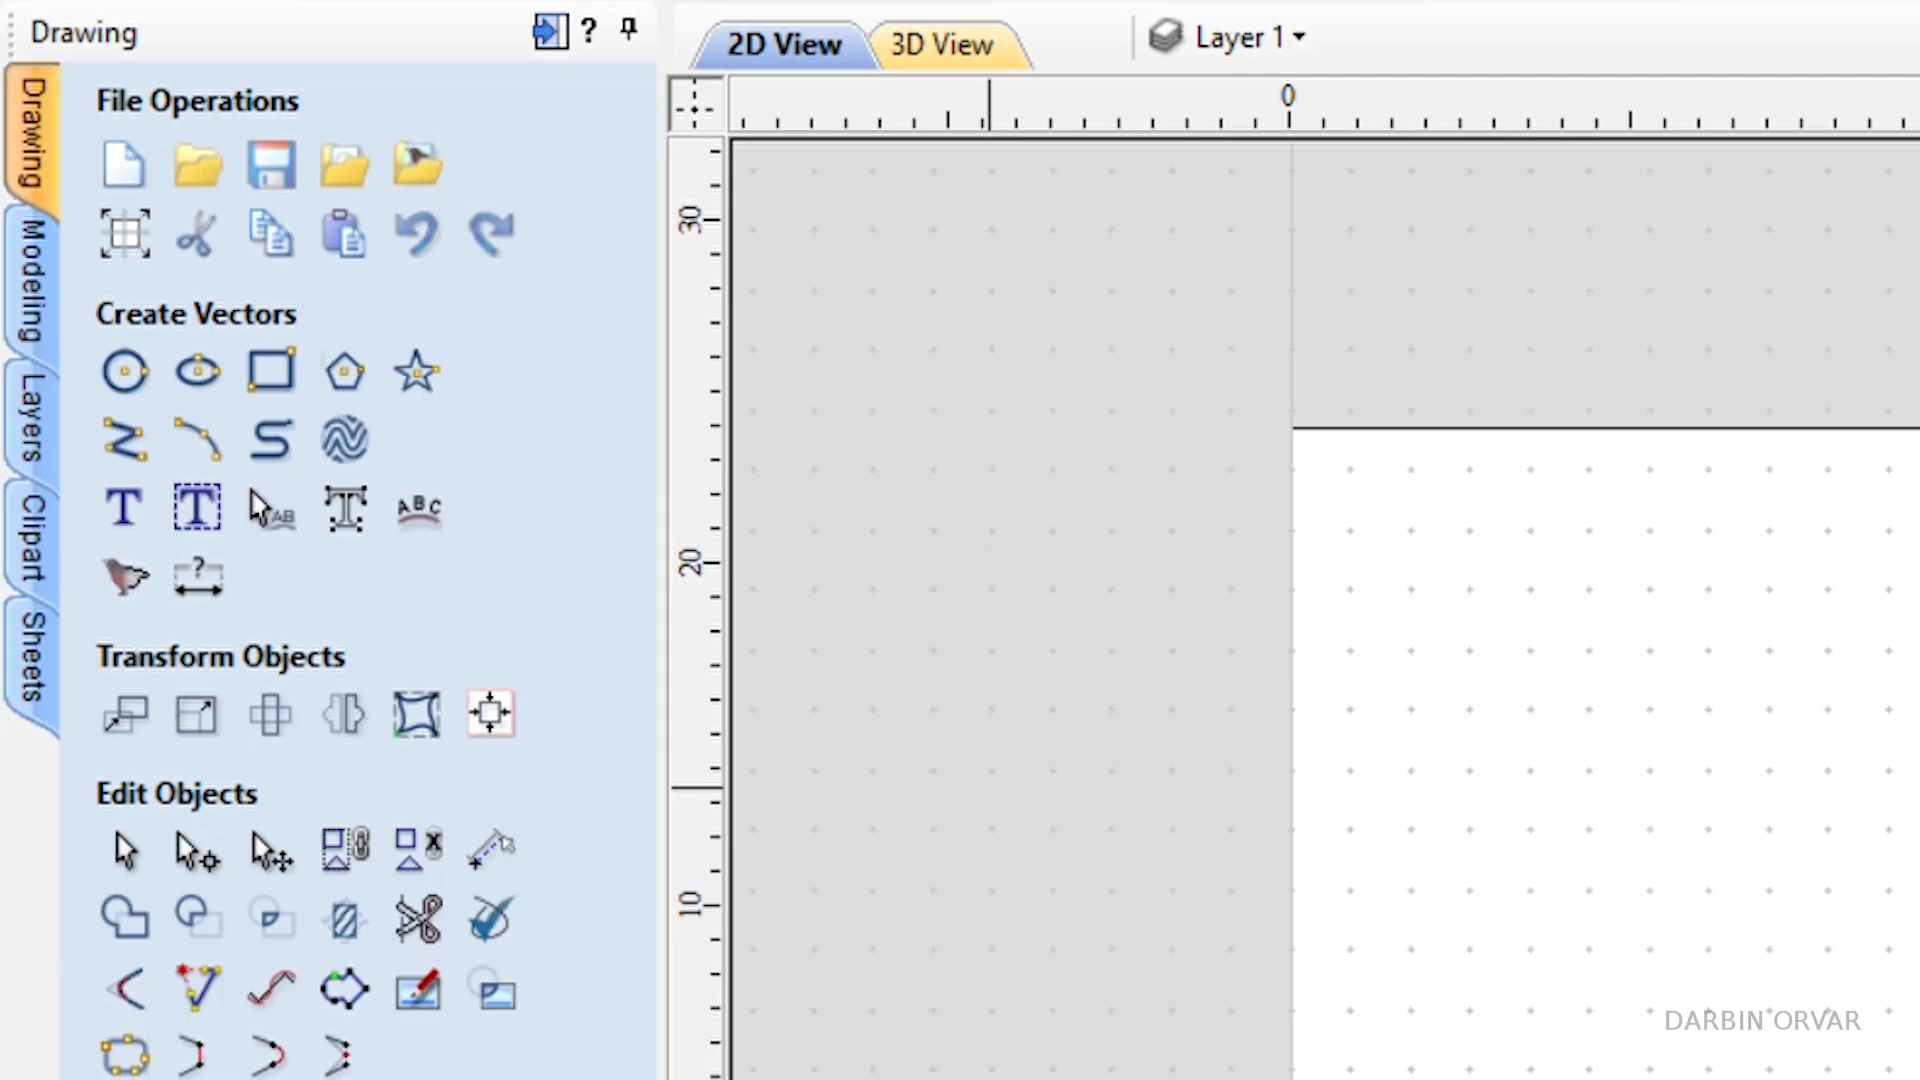 Drawing
?
2D View
3D View
Layer 1
Drawing
Modeling
Layers
Clipart
Sheets
File Operations
Create Vectors
T
T
AB
T
ABC
?
Transform Objects
Edit Objects
X
0
30
20
10
DARBIN ORVAR